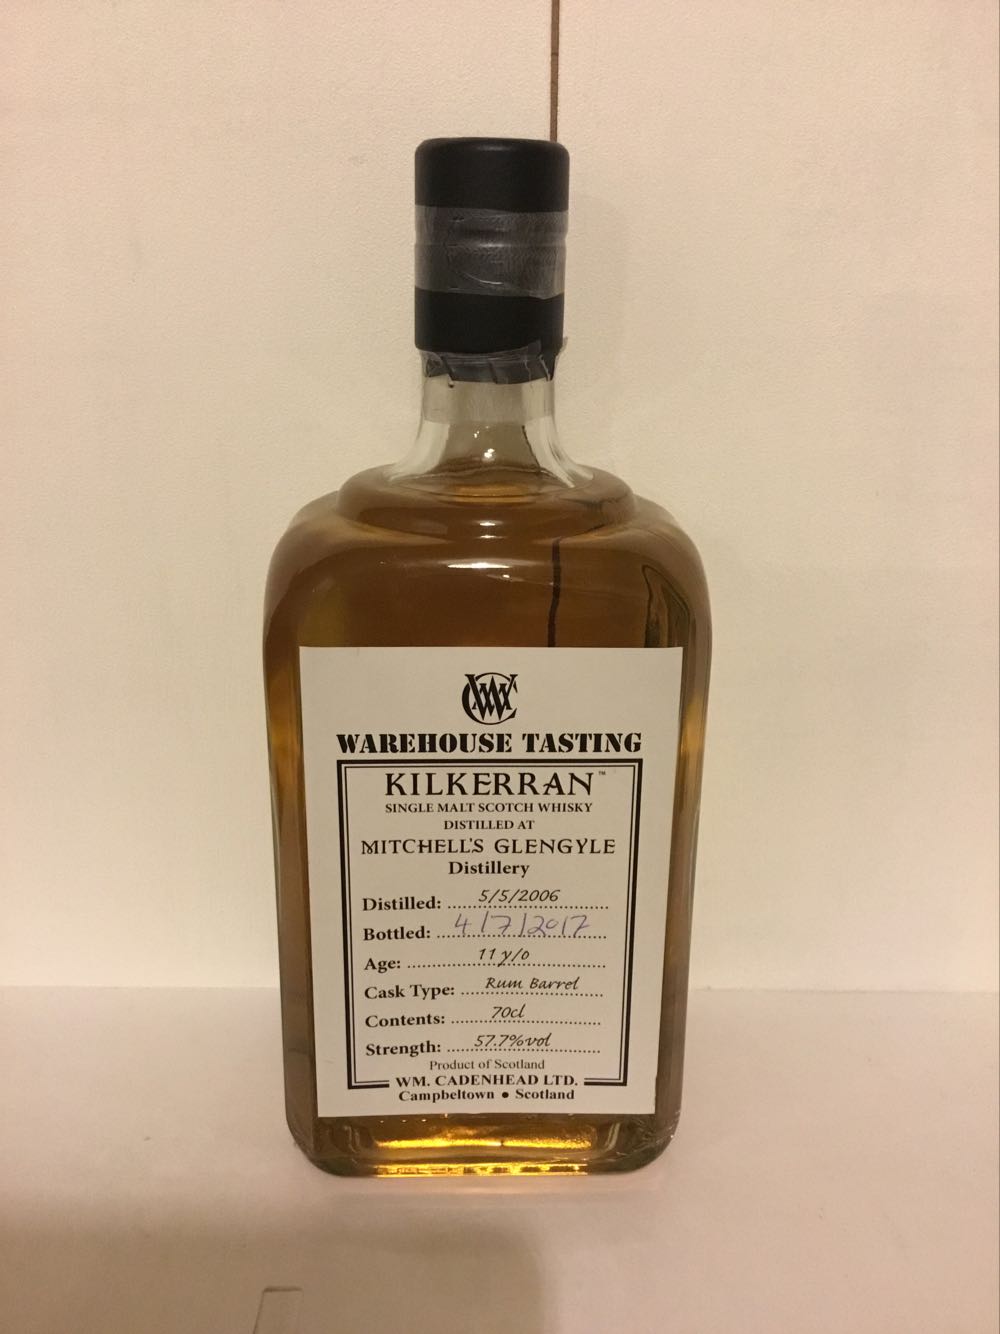 WC
WAREHOUSE TASTING
KILKERRAN™
SINGLE MALT SCOTCH WHISKY
DISTILLED AT
MITCHELL'S GLENGYLE
Distillery
Distilled: 5/5/2006
Bottled: 4/7/2017
Age: 11 y/o
Cask Type: Rum Barrel
Contents: 70cl
Strength: 57.7%vol
Product of Scotland
WM. CADENHEAD LTD.
Campbeltown • Scotland